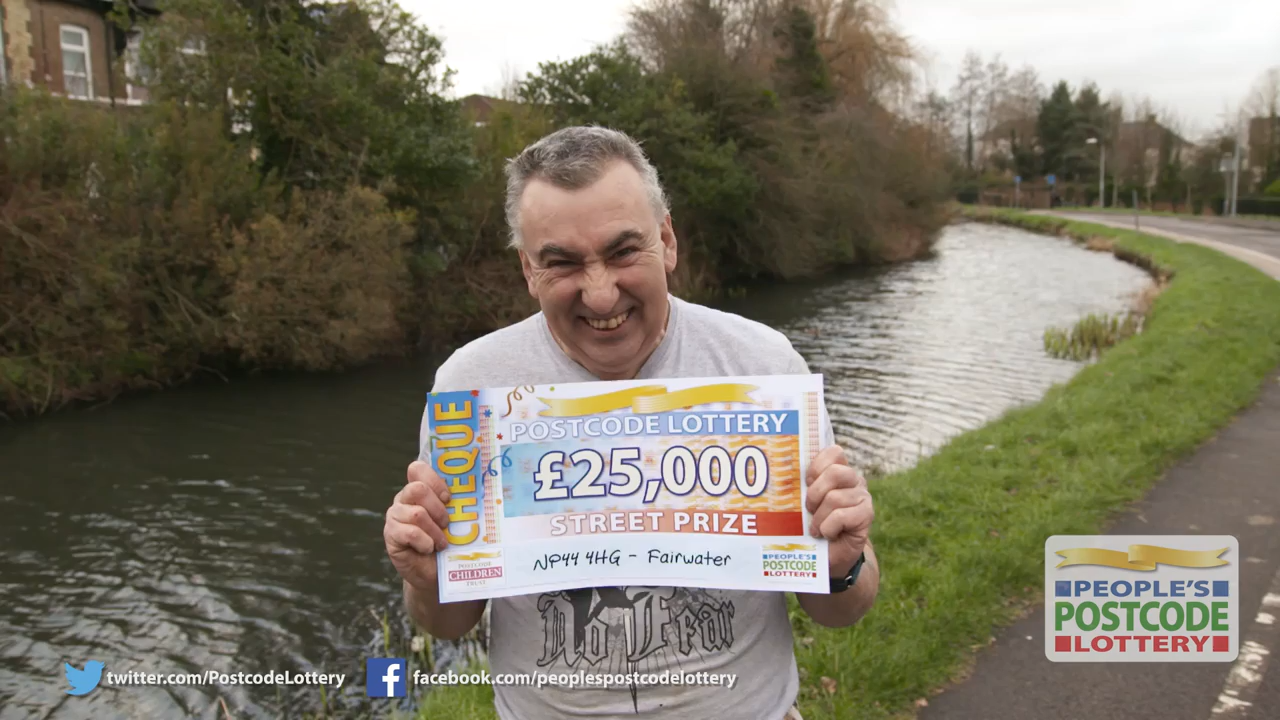 CHEQUE
POSTCODE LOTTERY
£25,000
STREET PRIZE
NP44 4HG - Fairwater
POSTCODE
CHILDREN
TRUST
PEOPLE'S
POSTCODE
LOTTERY
No Fear
PEOPLE'S
POSTCODE
LOTTERY
twitter.com/PostcodeLottery
facebook.com/peoplespostcodelottery